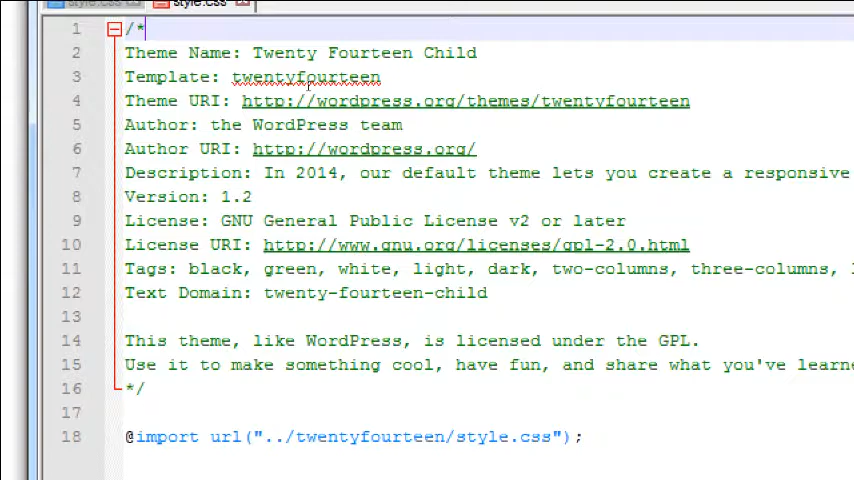 style.css style.css
1 /*
2 Theme Name: Twenty Fourteen Child
3 Template: twentyfourteen
4 Theme URI: http://wordpress.org/themes/twentyfourteen
5 Author: the WordPress team
6 Author URI: http://wordpress.org/
7 Description: In 2014, our default theme lets you create a responsive
8 Version: 1.2
9 License: GNU General Public License v2 or later
10 License URI: http://www.gnu.org/licenses/gpl-2.0.html
11 Tags: black, green, white, light, dark, two-columns, three-columns,
12 Text Domain: twenty-fourteen-child
13
14 This theme, like WordPress, is licensed under the GPL.
15 Use it to make something cool, have fun, and share what you've learne
16 */
17
18 @import url("../twentyfourteen/style.css");